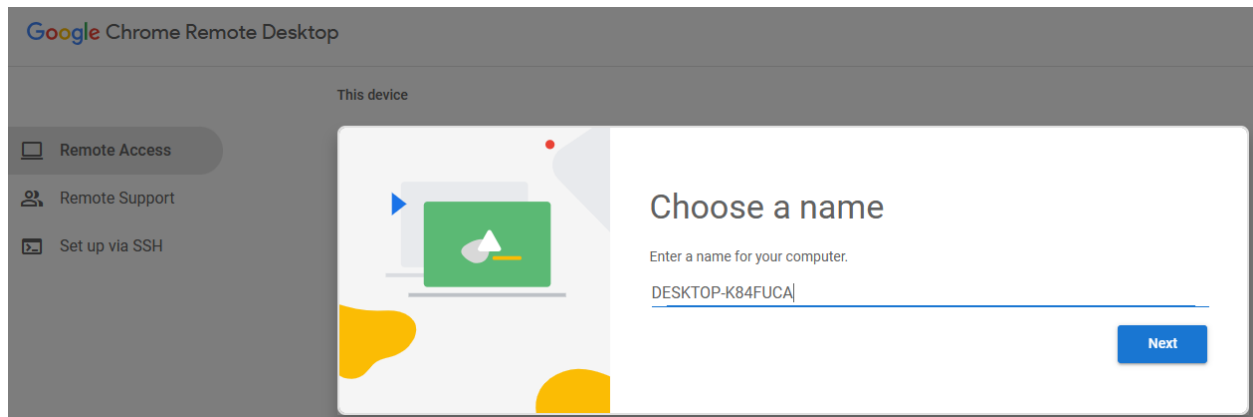 Google Chrome Remote Desktop
This device
Remote Access
Remote Support
Set up via SSH
Choose a name
Enter a name for your computer.
DESKTOP-K84FUCA
Next